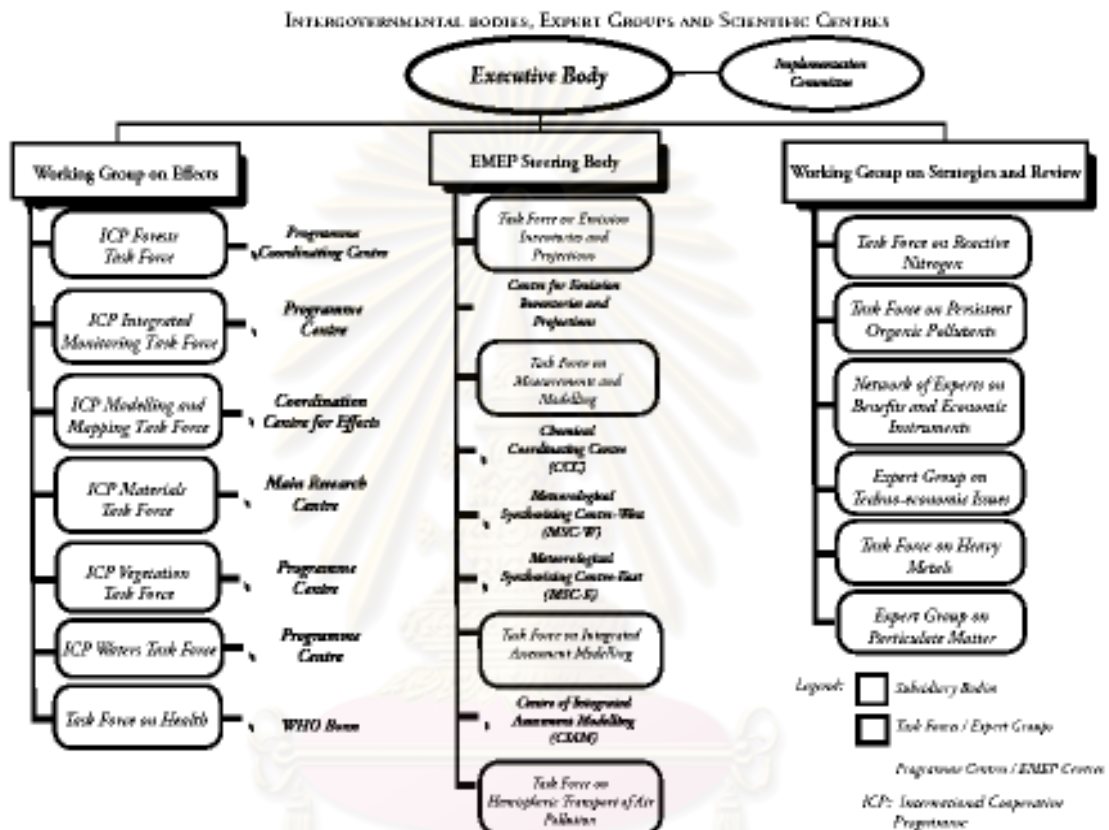 INTERGOVERNMENTAL BODIES, EXPERT GROUPS AND SCIENTIFIC CENTRES
Executive Body
Implementation
Committee
Working Group on Effects
ICP Forests
Task Force
Programme
Coordinating Centre
ICP Integrated
Monitoring Task Force
Programme
Centre
ICP Modelling and
Mapping Task Force
Coordination
Centre for Effects
ICP Materials
Task Force
Main Research
Centre
ICP Vegetation
Task Force
Programme
Centre
ICP Waters Task Force
Programme
Centre
Task Force on Health
WHO Bonn
EMEP Steering Body
Task Force on Emission
Inventories and
Projections
Centre for Emission
Inventories and
Projections
Task Force on
Measurements and
Modelling
Chemical
Coordinating Centre
(CCC)
Meteorological
Synthesizing Centre-West
(MSC-W)
Meteorological
Synthesizing Centre-East
(MSC-E)
Task Force on Integrated
Assessment Modelling
Centre of Integrated
Assessment Modelling
(CIAM)
Task Force on
Hemispheric Transport of Air
Pollution
Working Group on Strategies and Review
Task Force on Reactive
Nitrogen
Task Force on Persistent
Organic Pollutants
Network of Experts on
Benefits and Economic
Instruments
Expert Group on
Techno-economic Issues
Task Force on Heavy
Metals
Expert Group on
Particulate Matter
Legend:
Subsidiary Bodies
Task Forces / Expert Groups
Programme Centres / EMEP Centres
ICP: International Cooperative
Programme